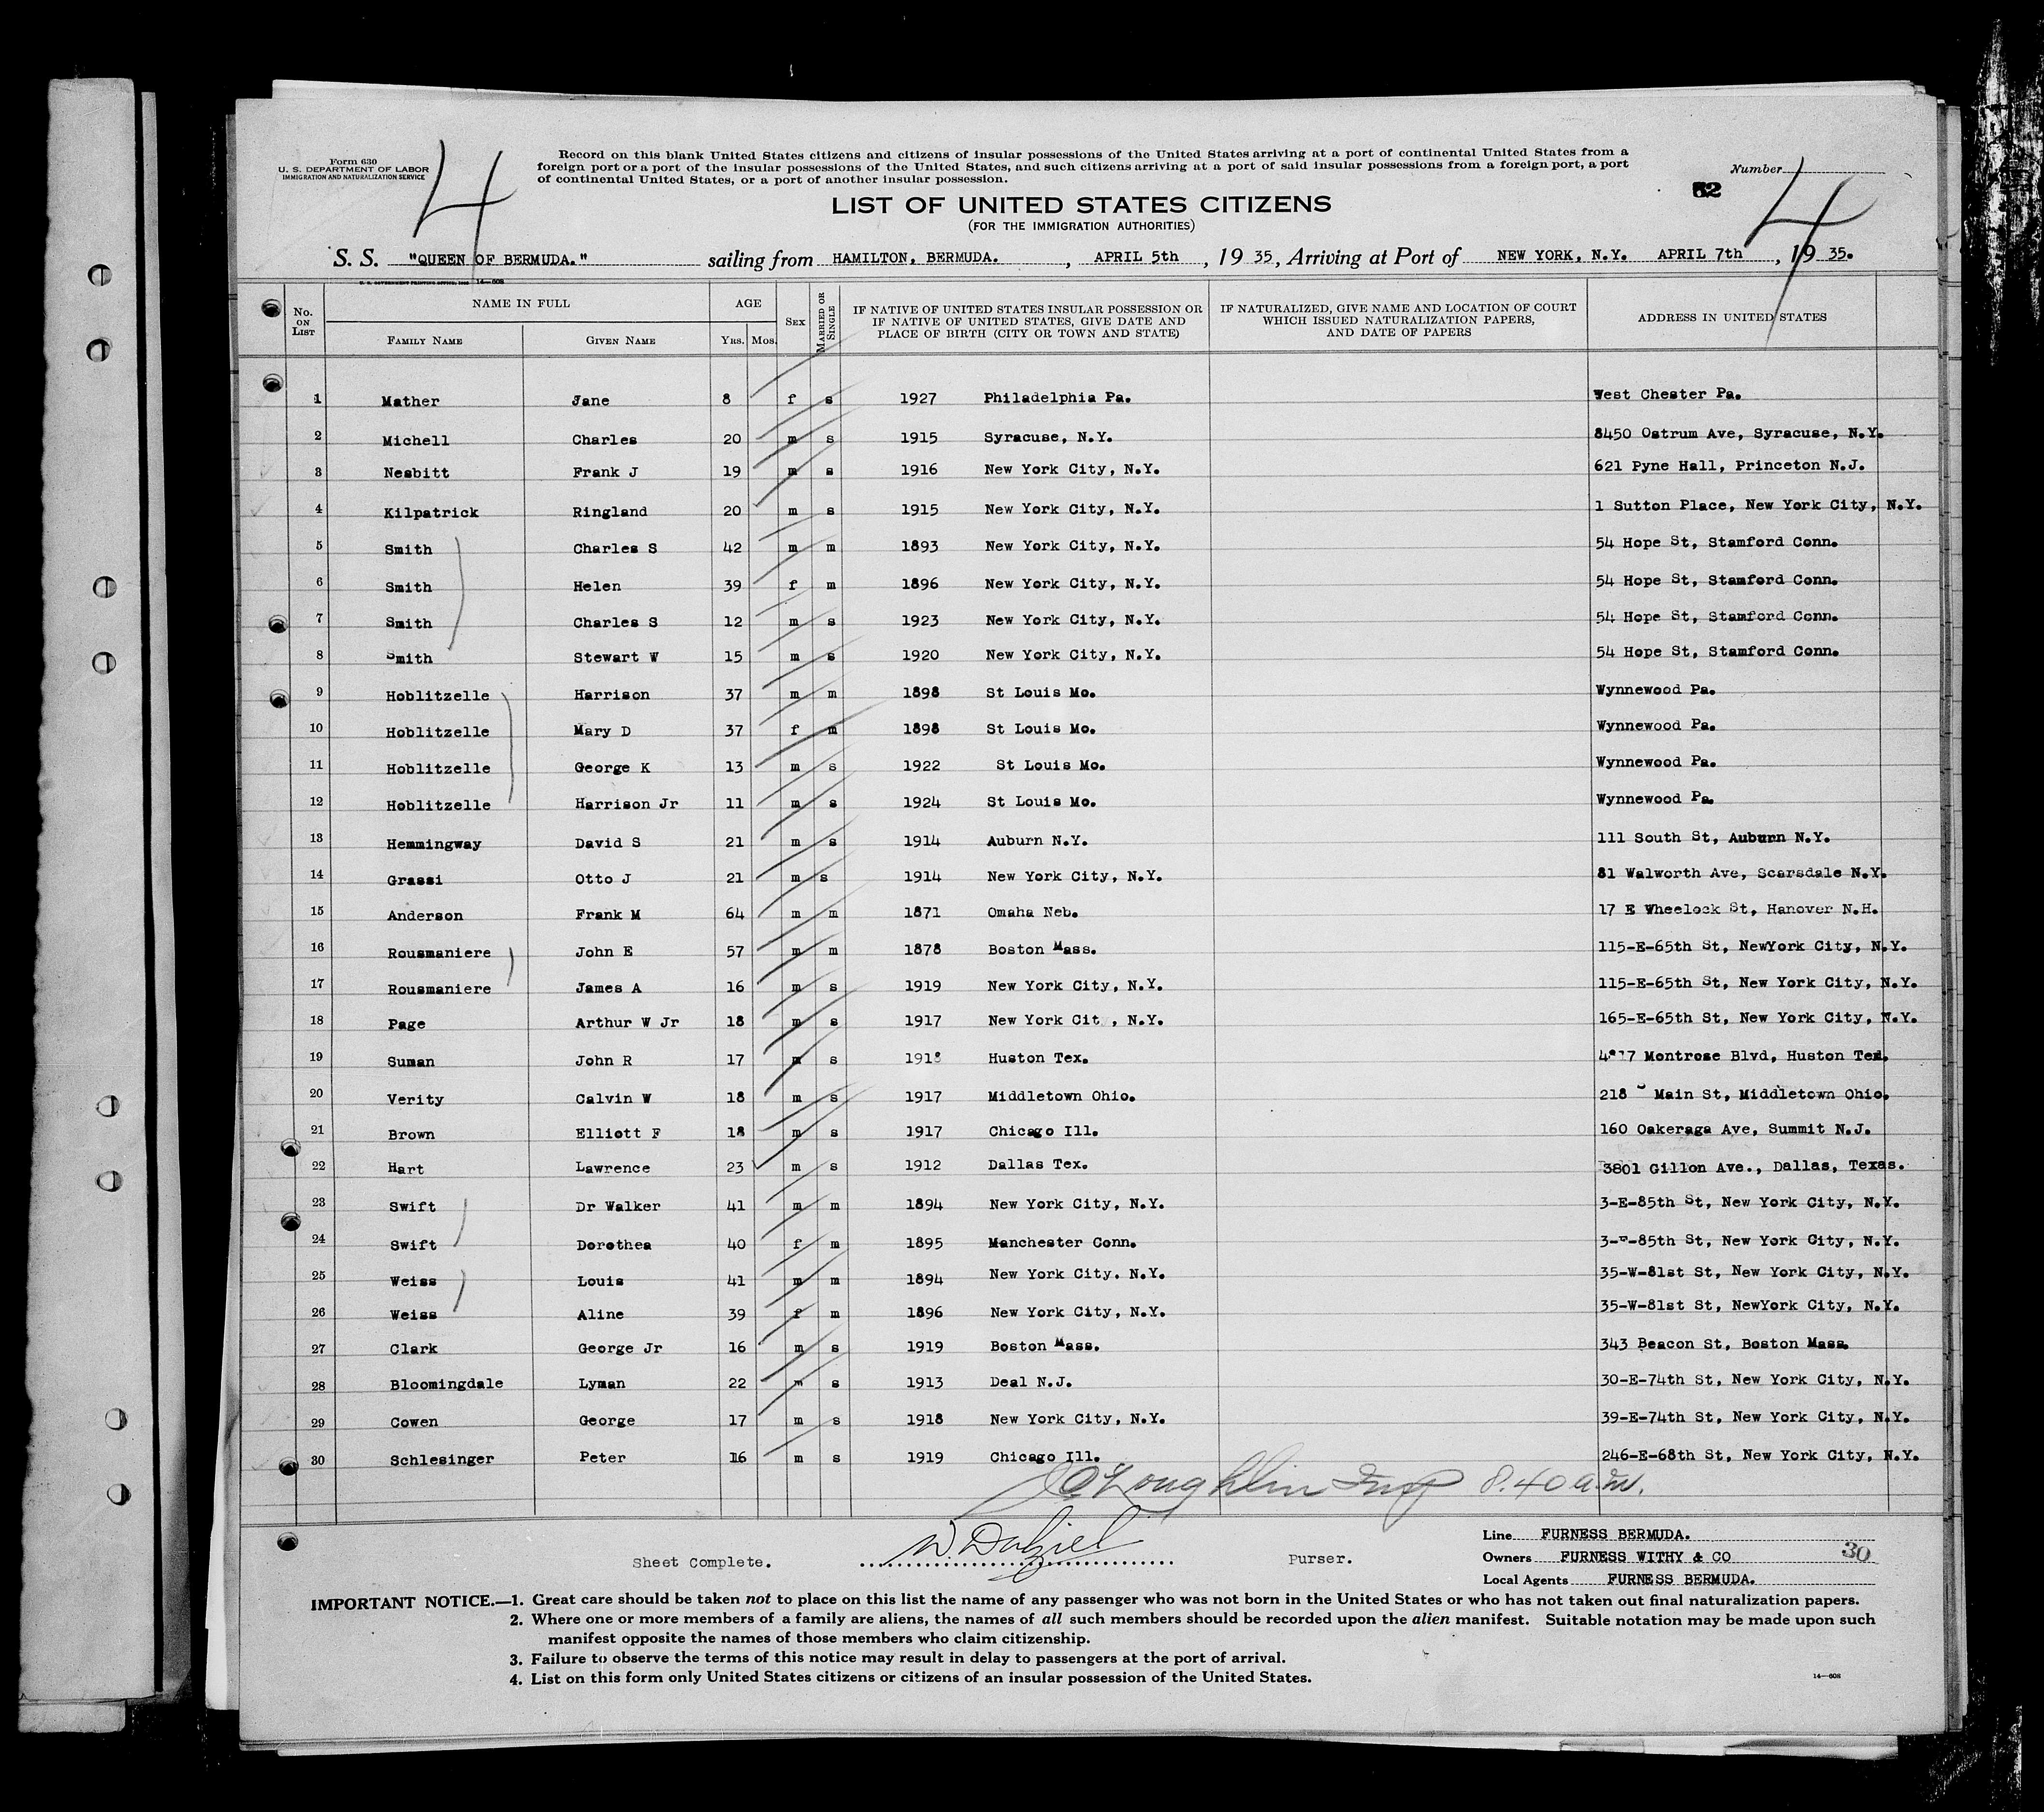 Form 630
U. S. DEPARTMENT OF LABOR
IMMIGRATION AND NATURALIZATION SERVICE
4
Record on this blank United States citizens and citizens of insular possessions of the United States arriving at a port of continental United States from a
foreign port or a port of the insular possessions of the United States, and such citizens arriving at a port of said insular possessions from a foreign port, a port
of continental United States, or a port of another insular possession.
Number
4
LIST OF UNITED STATES CITIZENS
(FOR THE IMMIGRATION AUTHORITIES)
S. S. "QUEEN OF BERMUDA." sailing from HAMILTON, BERMUDA. , APRIL 5th , 19 35, Arriving at Port of NEW YORK, N.Y. APRIL 7th , 19 35.
U. S. GOVERNMENT PRINTING OFFICE 14—608
No. ON LIST NAME IN FULL AGE SEX MARRIED OR SINGLE IF NATIVE OF UNITED STATES INSULAR POSSESSION OR IF NATIVE OF UNITED STATES, GIVE DATE AND PLACE OF BIRTH (CITY OR TOWN AND STATE) IF NATURALIZED, GIVE NAME AND LOCATION OF COURT WHICH ISSUED NATURALIZATION PAPERS, AND DATE OF PAPERS ADDRESS IN UNITED STATES
FAMILY NAME GIVEN NAME YRS. MOS.
1 Mather Jane 8 f s 1927 Philadelphia Pa. West Chester Pa.
2 Michell Charles 20 m s 1915 Syracuse, N.Y. 8450 Ostrum Ave, Syracuse, N.Y.
3 Nesbitt Frank J 19 m s 1916 New York City, N.Y. 621 Pyne Hall, Princeton N.J.
4 Kilpatrick Ringland 20 m s 1915 New York City, N.Y. 1 Sutton Place, New York City, N.Y.
5 Smith Charles S 42 m m 1893 New York City, N.Y. 54 Hope St, Stamford Conn.
6 Smith Helen 39 f m 1896 New York City, N.Y. 54 Hope St, Stamford Conn.
7 Smith Charles S 12 m s 1923 New York City, N.Y. 54 Hope St, Stamford Conn.
8 Smith Stewart W 15 m s 1920 New York City, N.Y. 54 Hope St, Stamford Conn.
9 Hoblitzelle Harrison 37 m m 1898 St Louis Mo. Wynnewood Pa.
10 Hoblitzelle Mary D 37 f m 1898 St Louis Mo. Wynnewood Pa.
11 Hoblitzelle George K 13 m s 1922 St Louis Mo. Wynnewood Pa.
12 Hoblitzelle Harrison Jr 11 m s 1924 St Louis Mo. Wynnewood Pa.
13 Hemmingway David S 21 m s 1914 Auburn N.Y. 111 South St, Auburn N.Y.
14 Grassi Otto J 21 m s 1914 New York City, N.Y. 81 Walworth Ave, Scarsdale N.Y.
15 Anderson Frank M 64 m m 1871 Omaha Neb. 17 E Wheelock St, Hanover N.H.
16 Rousmaniere John E 57 m m 1878 Boston Mass. 115-E-65th St, NewYork City, N.Y.
17 Rousmaniere James A 16 m s 1919 New York City, N.Y. 115-E-65th St, New York City, N.Y.
18 Page Arthur W Jr 18 m s 1917 New York Cit , N.Y. 165-E-65th St, New York City, N.Y.
19 Suman John R 17 m s 1918 Huston Tex. Montrose Blvd, Huston Tex.
20 Verity Calvin W 18 m s 1917 Middletown Ohio. 218 Main St, Middletown Ohio.
21 Brown Elliott F 18 m s 1917 Chicago Ill. 160 Oakeraga Ave, Summit N.J.
22 Hart Lawrence 23 m s 1912 Dallas Tex. 3801 Gillon Ave., Dallas, Texas.
23 Swift Dr Walker 41 m m 1894 New York City, N.Y. 3-E-85th St, New York City, N.Y.
24 Swift Dorothea 40 f m 1895 Manchester Conn. 3-E-85th St, New York City, N.Y.
25 Weiss Louis 41 m m 1894 New York City. N.Y. 35-W-81st St, New York City, N.Y.
26 Weiss Aline 39 f m 1896 New York City, N.Y. 35-W-81st St, NewYork City, N.Y.
27 Clark George Jr 16 m s 1919 Boston Mass. 343 Beacon St, Boston Mass.
28 Bloomingdale Lyman 22 m s 1913 Deal N.J. 30-E-74th St, New York City, N.Y.
29 Cowen George 17 m s 1918 New York City, N.Y. 39-E-74th St, New York City, N.Y.
30 Schlesinger Peter 16 m s 1919 Chicago Ill. 246-E-68th St, New York City, N.Y.
O'Loughlin Insp 8.40 a.m.
Sheet Complete. W. Dalziel Purser.
Line FURNESS BERMUDA.
Owners FURNESS WITHY & CO 30
Local Agents FURNESS BERMUDA.
IMPORTANT NOTICE.—1. Great care should be taken not to place on this list the name of any passenger who was not born in the United States or who has not taken out final naturalization papers.
2. Where one or more members of a family are aliens, the names of all such members should be recorded upon the alien manifest. Suitable notation may be made upon such
manifest opposite the names of those members who claim citizenship.
3. Failure to observe the terms of this notice may result in delay to passengers at the port of arrival.
4. List on this form only United States citizens or citizens of an insular possession of the United States.
14—608